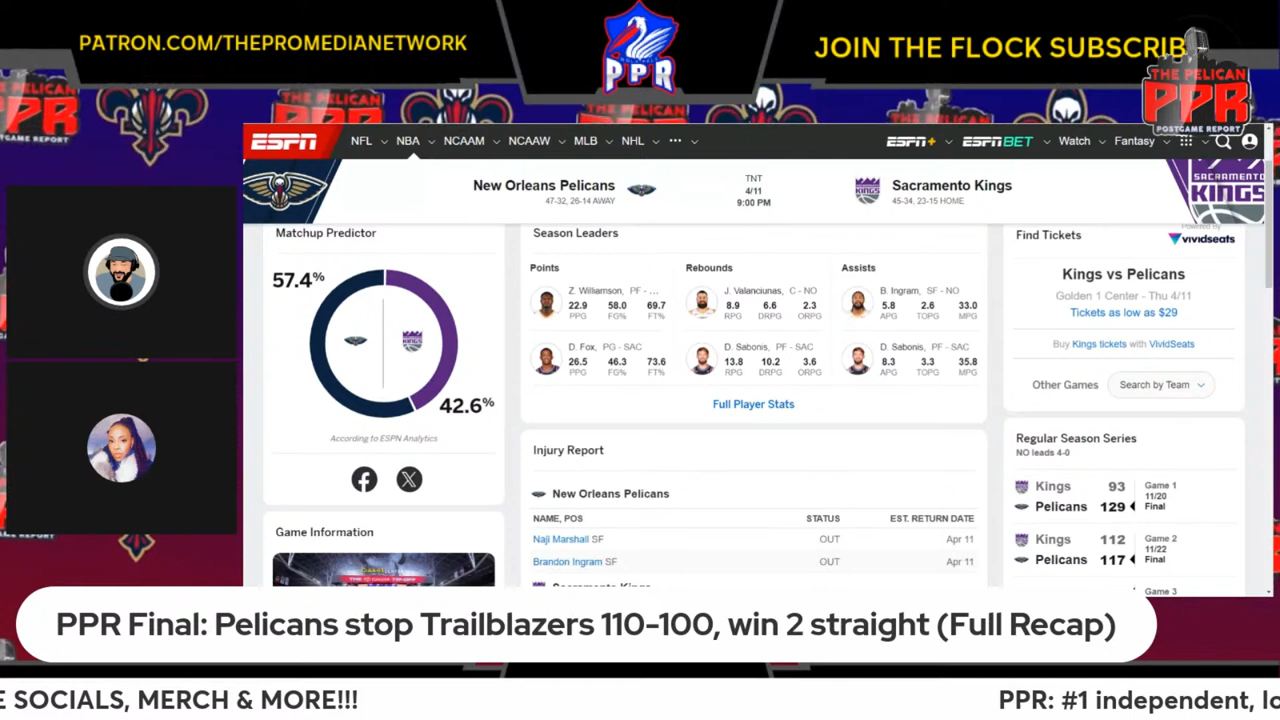 PATRON.COM/THEPROMEDIANETWORK
JOIN THE FLOCK SUBSCRIB
PPR
THE PELICAN
PPR
POSTGAME REPORT
ESPN
NFL NBA NCAAM NCAAW MLB NHL ...
ESPN+ ESPN BET Watch Fantasy
New Orleans Pelicans
47-32, 26-14 AWAY
TNT
4/11
9:00 PM
Sacramento Kings
45-34, 23-15 HOME
SACRAMENTO
KINGS
Matchup Predictor
57.4%
42.6%
According to ESPN Analytics
Game Information
Season Leaders
Points
Z. Williamson, PF - ...
22.9 58.0 69.7
PPG FG% FT%
D. Fox, PG - SAC
26.5 46.3 73.6
PPG FG% FT%
Rebounds
J. Valanciunas, C - NO
8.9 6.6 2.3
RPG DRPG ORPG
D. Sabonis, PF - SAC
13.8 10.2 3.6
RPG DRPG ORPG
Assists
B. Ingram, SF - NO
5.8 2.6 33.0
APG TOPG MPG
D. Sabonis, PF - SAC
8.3 3.3 35.8
APG TOPG MPG
Full Player Stats
Injury Report
New Orleans Pelicans
NAME, POS STATUS EST. RETURN DATE
Naji Marshall SF OUT Apr 11
Brandon Ingram SF OUT Apr 11
Sacramento Kings
Find Tickets
Powered By
vividseats
Kings vs Pelicans
Golden 1 Center - Thu 4/11
Tickets as low as $29
Buy Kings tickets with VividSeats
Other Games Search by Team
Regular Season Series
NO leads 4-0
Kings 93 Game 1
11/20
Pelicans 129 Final
Kings 112 Game 2
11/22
Pelicans 117 Final
Game 3
PPR Final: Pelicans stop Trailblazers 110-100, win 2 straight (Full Recap)
E SOCIALS, MERCH & MORE!!!
PPR: #1 independent, lo